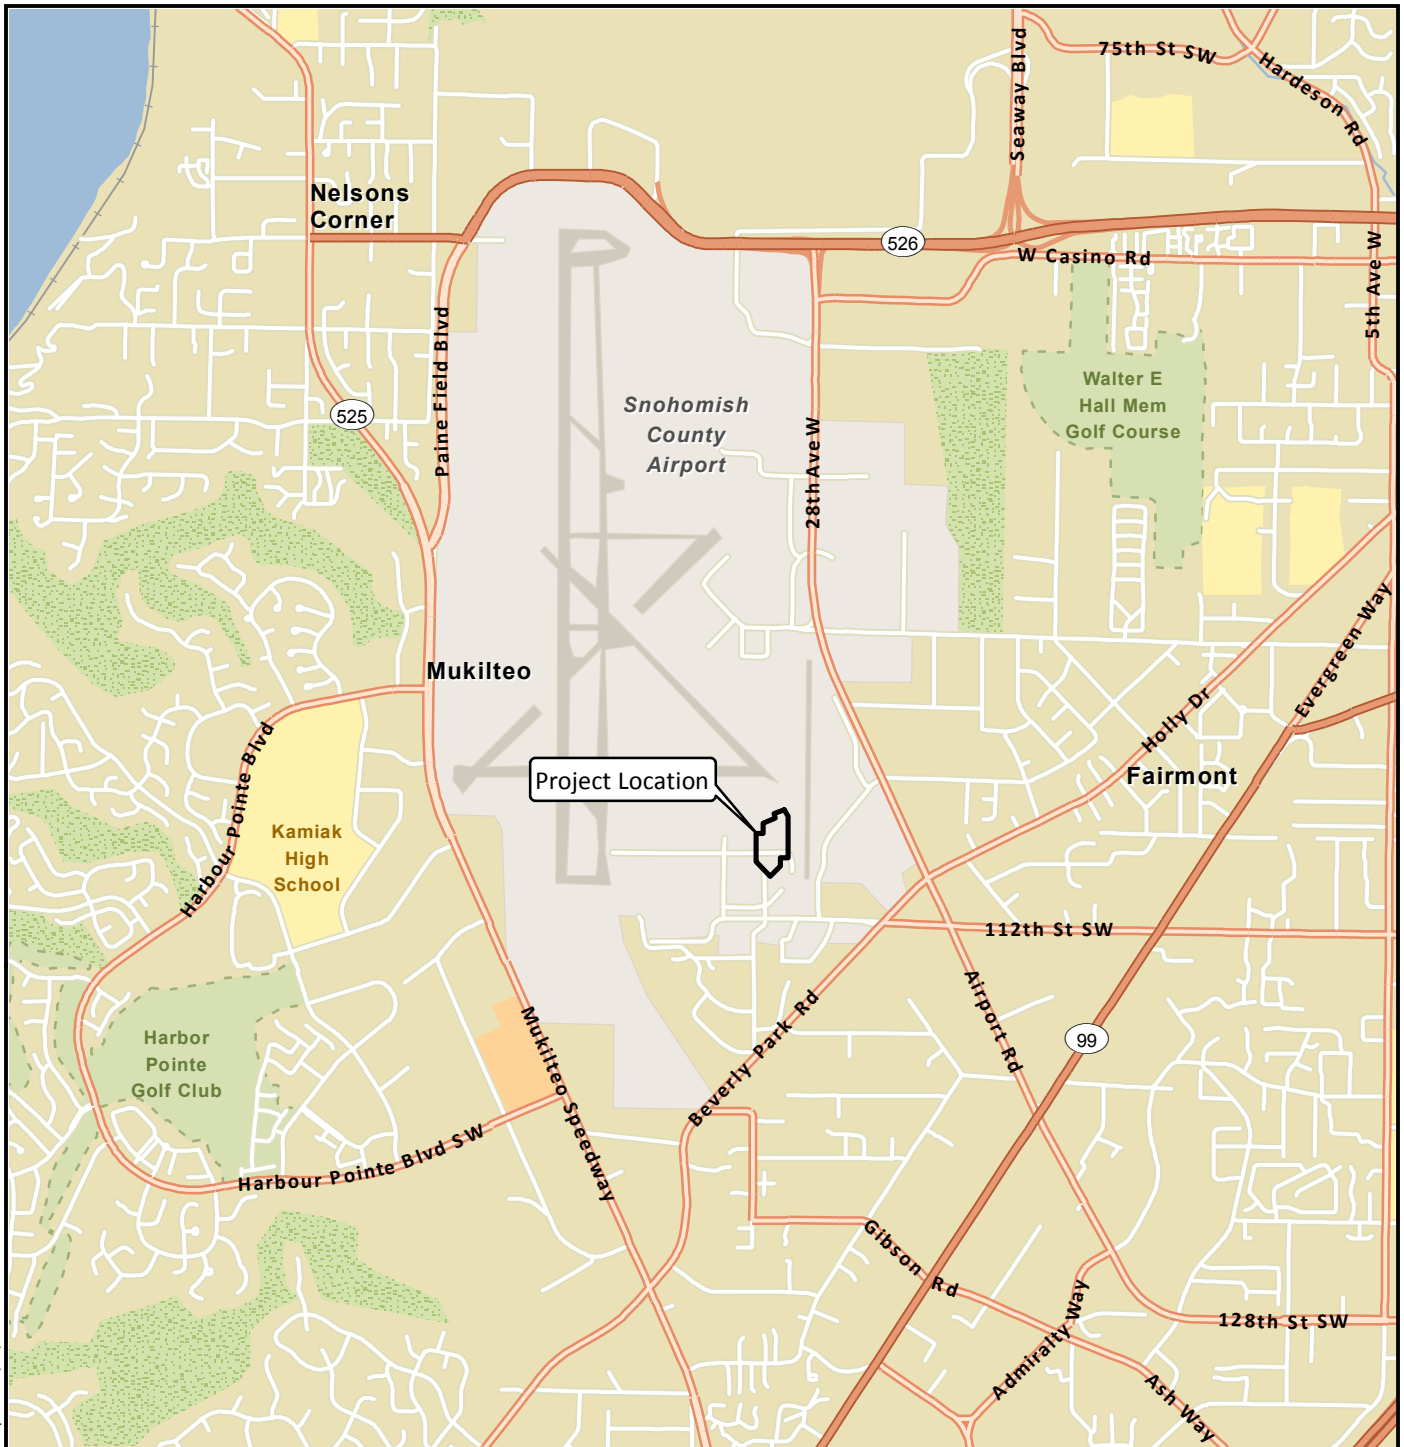 75th St SW
Seaway Blvd
Hardeson Rd
Nelsons
Corner
526
W Casino Rd
5th Ave W
Paine Field Blvd
Walter E
Hall Mem
Golf Course
Snohomish
County
Airport
525
28th Ave W
Evergreen Way
Mukilteo
Holly Dr
Harbour Pointe Blvd
Fairmont
Project Location
Kamiak
High
School
112th St SW
Airport Rd
Beverly Park Rd
Mukilteo Speedway
99
Harbor
Pointe
Golf Club
Harbour Pointe Blvd SW
Gibson Rd
Admiralty Way
128th St SW
Ash Way